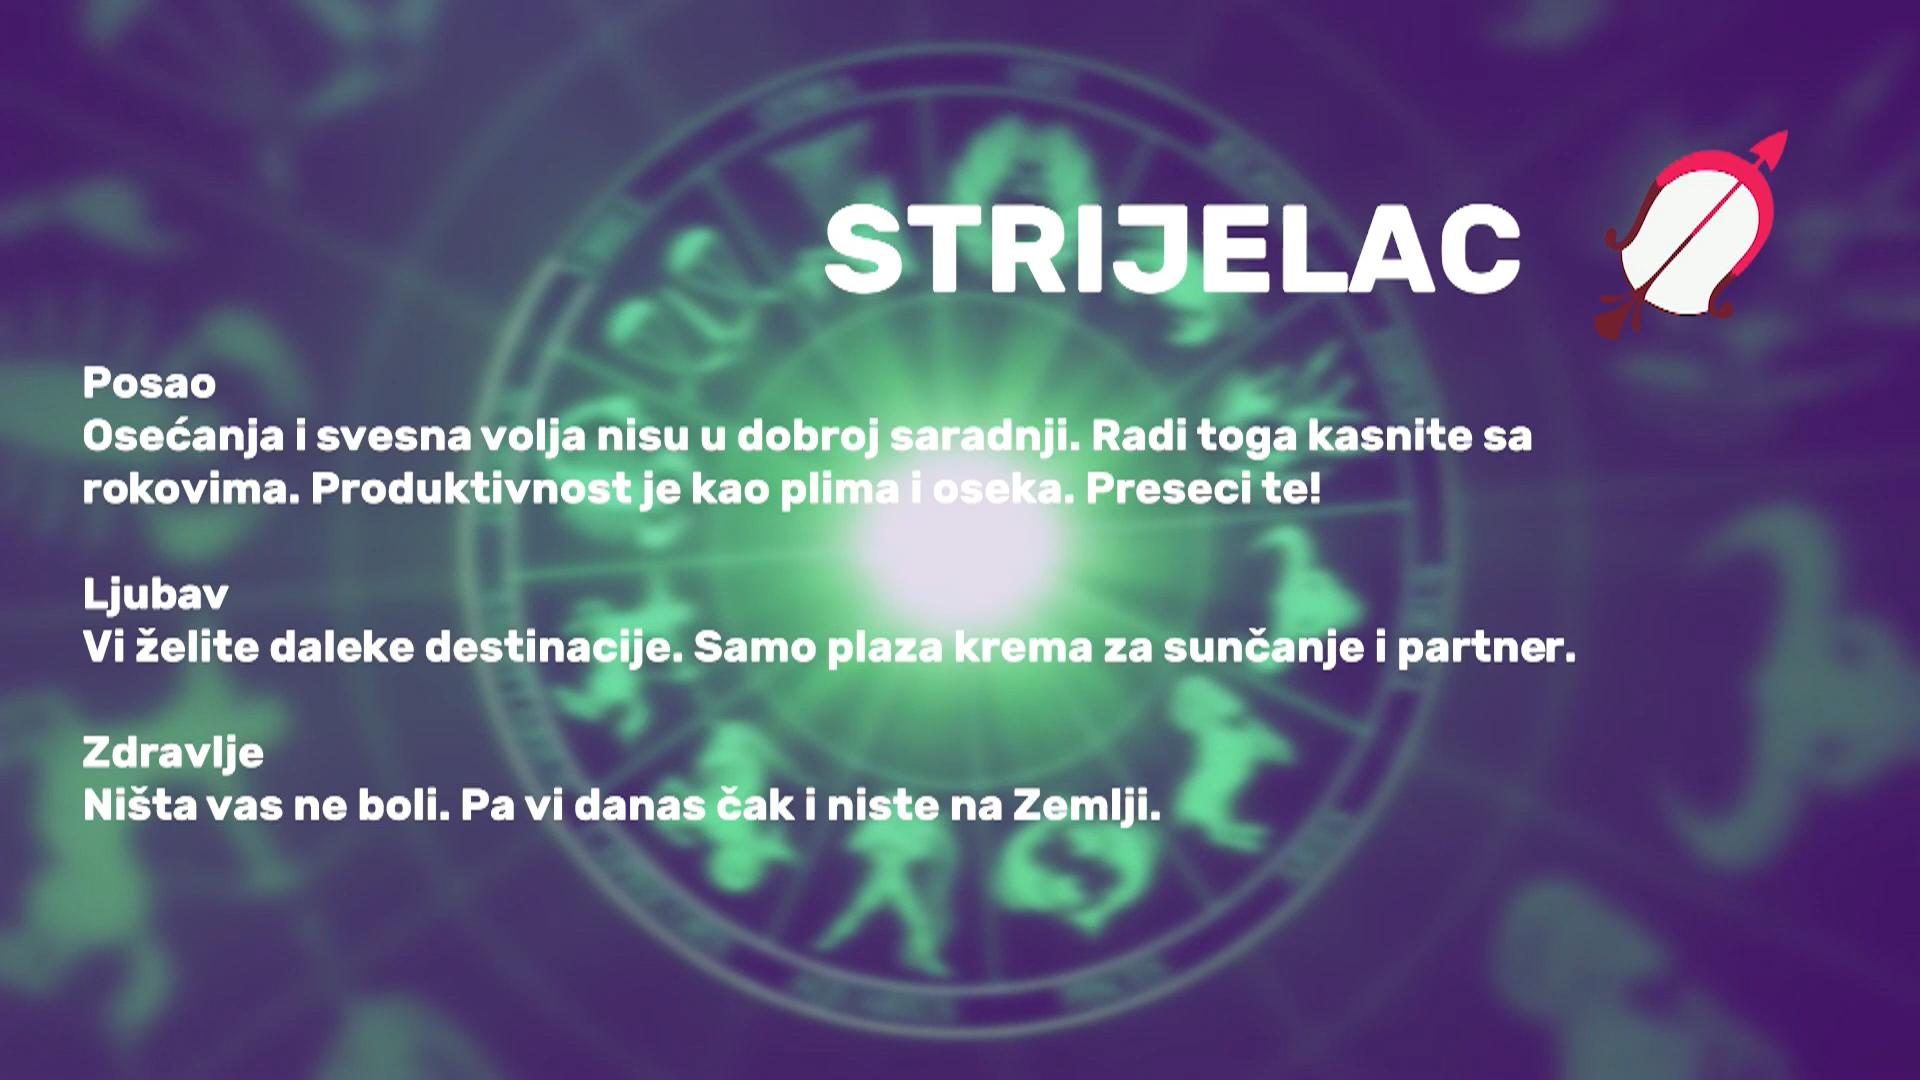 STRIJELAC
Posao
Osećanja i svesna volja nisu u dobroj saradnji. Radi toga kasnite sa
rokovima. Produktivnost je kao plima i oseka. Preseci te!
Ljubav
Vi želite daleke destinacije. Samo plaza krema za sunčanje i partner.
Zdravlje
Ništa vas ne boli. Pa vi danas čak i niste na Zemlji.